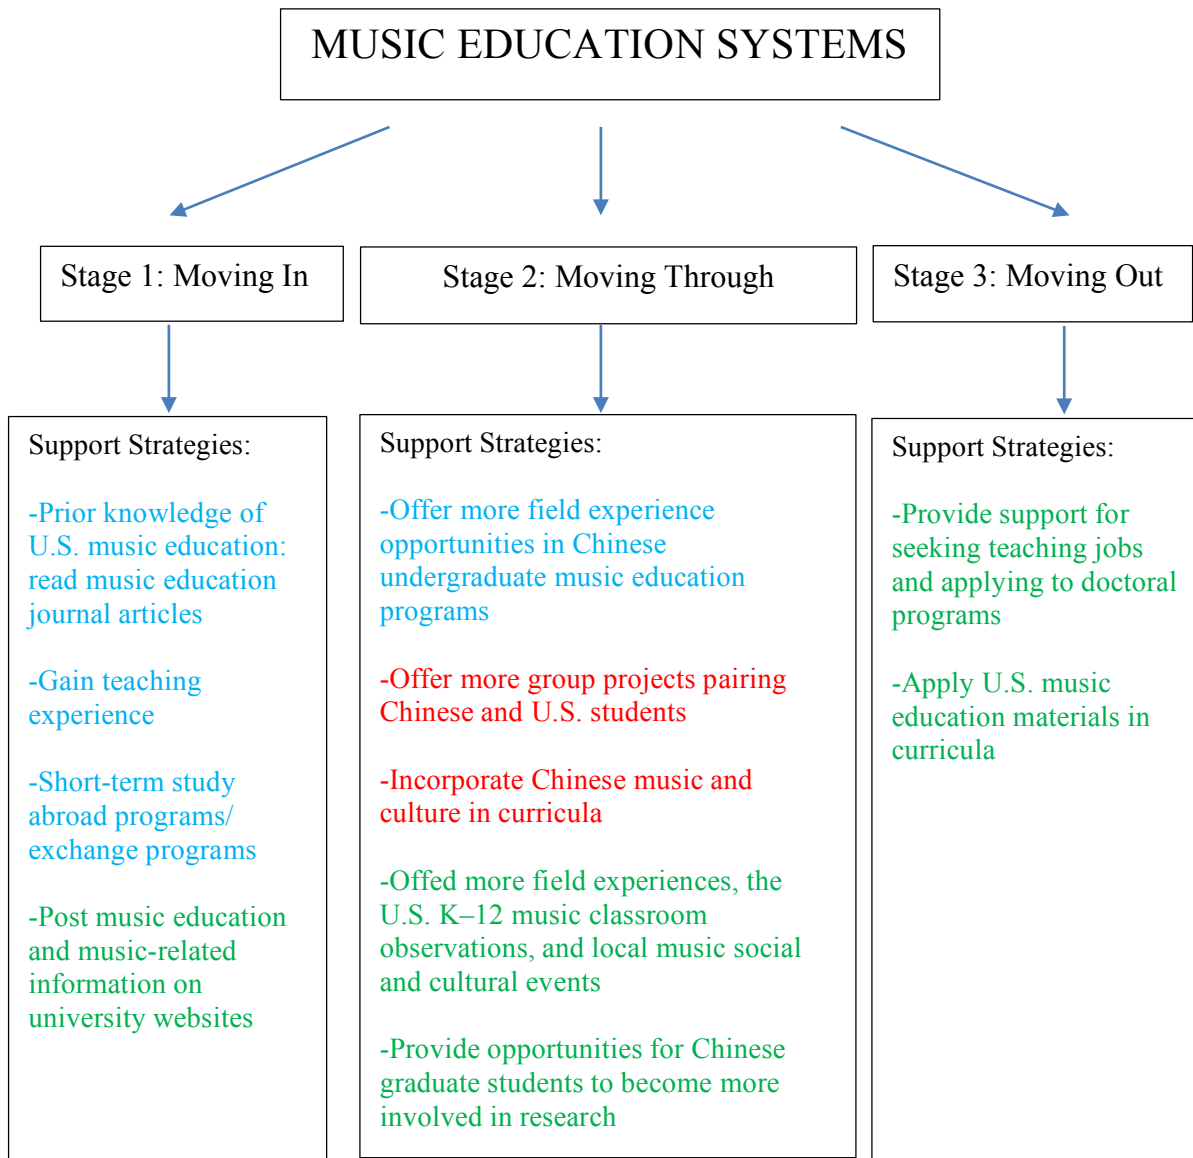 MUSIC EDUCATION SYSTEMS
Stage 1: Moving In
Stage 2: Moving Through
Stage 3: Moving Out
Support Strategies:
-Prior knowledge of
U.S. music education:
read music education
journal articles
-Gain teaching
experience
-Short-term study
abroad programs/
exchange programs
-Post music education
and music-related
information on
university websites
Support Strategies:
-Offer more field experience
opportunities in Chinese
undergraduate music education
programs
-Offer more group projects pairing
Chinese and U.S. students
-Incorporate Chinese music and
culture in curricula
-Offed more field experiences, the
U.S. K–12 music classroom
observations, and local music social
and cultural events
-Provide opportunities for Chinese
graduate students to become more
involved in research
Support Strategies:
-Provide support for
seeking teaching jobs
and applying to doctoral
programs
-Apply U.S. music
education materials in
curricula